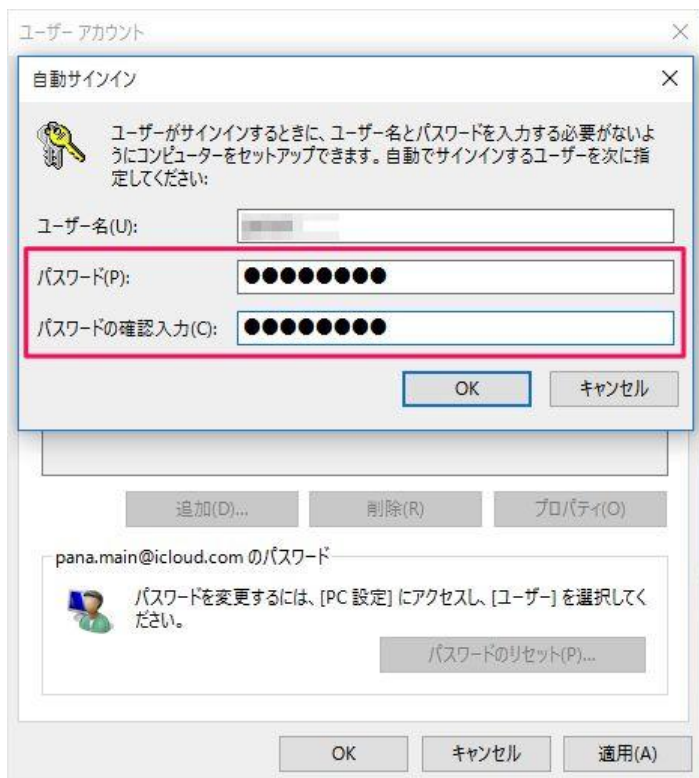 ユーザー アカウント
自動サインイン
ユーザーがサインインするときに、ユーザー名とパスワードを入力する必要がないよ
うにコンピューターをセットアップできます。自動でサインインするユーザーを次に指
定してください:
ユーザー名(U):
パスワード(P): ●●●●●●●●
パスワードの確認入力(C): ●●●●●●●●
OK キャンセル
追加(D)... 削除(R) プロパティ(O)
pana.main@icloud.com のパスワード
パスワードを変更するには、[PC 設定] にアクセスし、[ユーザー] を選択してく
ださい。
パスワードのリセット(P)...
OK キャンセル 適用(A)